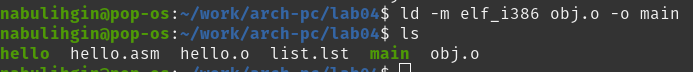 nabulihgin@pop-os:~/work/arch-pc/lab04$ ld -m elf_i386 obj.o -o main
nabulihgin@pop-os:~/work/arch-pc/lab04$ ls
hello  hello.asm  hello.o  list.lst  main  obj.o
nabulihgin@pop-os:~/work/arch-pc/lab04$